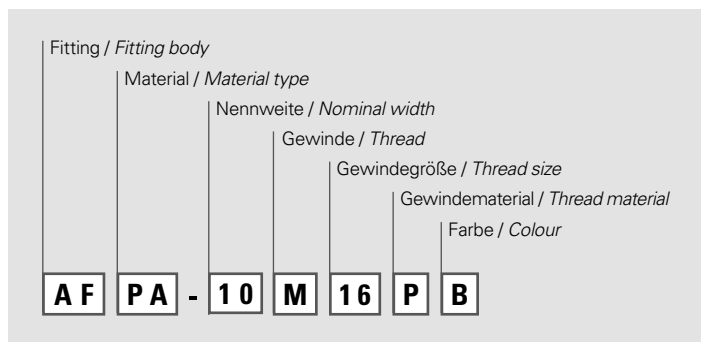 Fitting / Fitting body
Material / Material type
Nennweite / Nominal width
Gewinde / Thread
Gewindegröße / Thread size
Gewindematerial / Thread material
Farbe / Colour
AF PA - 10 M 16 P B